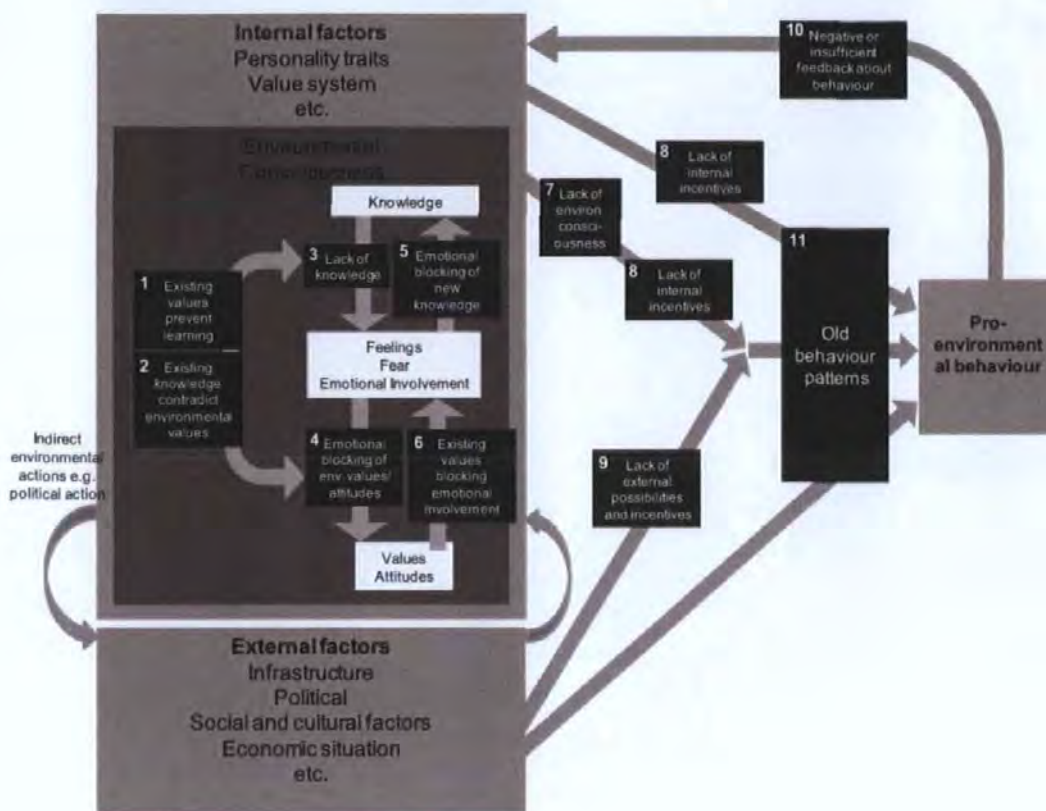 Internal factors
Personality traits
Value system
etc.
Environmental
Consciousness
Knowledge
3 Lack of
knowledge
5 Emotional
blocking of
new
knowledge
1 Existing
values
prevent
learning
2 Existing
knowledge
contradict
environmental
values
Feelings
Fear
Emotional Involvement
4 Emotional
blocking of
env. values/
attitudes
6 Existing
values
blocking
emotional
involvement
Values
Attitudes
Indirect
environmental
actions e.g.
political action
External factors
Infrastructure
Political
Social and cultural factors
Economic situation
etc.
10 Negative or
insufficient
feedback about
behaviour
8 Lack of
internal
incentives
7 Lack of
environ
consci-
ousness
8 Lack of
internal
incentives
9 Lack of
external
possibilities
and incentives
11
Old
behaviour
patterns
Pro-
environment
al behaviour